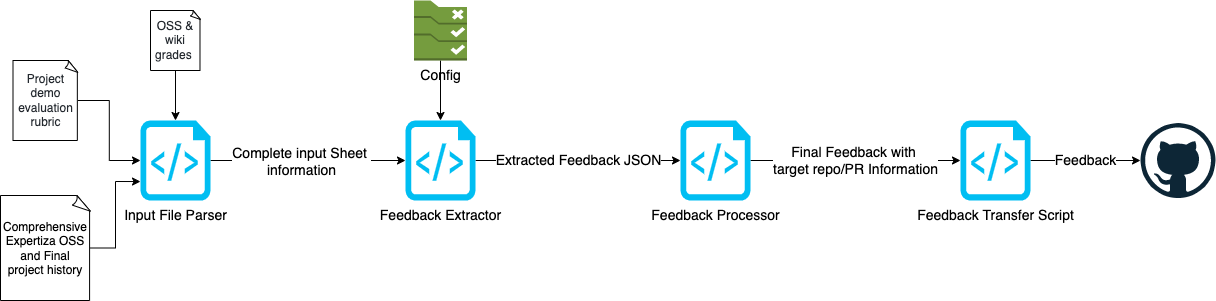 OSS &
wiki
grades
Project
demo
evaluation
rubric
Config
Complete input Sheet
information
Extracted Feedback JSON
Final Feedback with
target repo/PR Information
Feedback
Input File Parser
Feedback Extractor
Feedback Processor
Feedback Transfer Script
Comprehensive
Expertiza OSS
and Final
project history